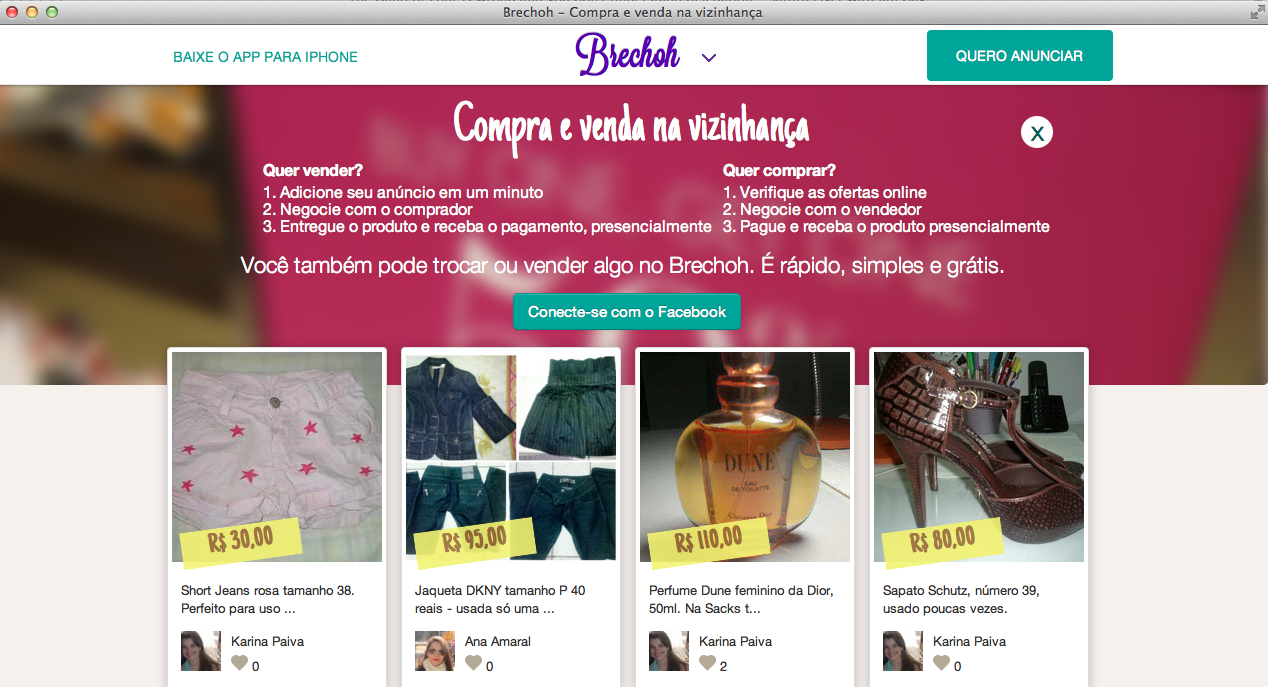 Brechoh – Compra e venda na vizinhança
BAIXE O APP PARA IPHONE
Brechoh
QUERO ANUNCIAR
Compra e venda na vizinhança
X
Quer vender?
1. Adicione seu anúncio em um minuto
2. Negocie com o comprador
3. Entregue o produto e receba o pagamento, presencialmente
Quer comprar?
1. Verifique as ofertas online
2. Negocie com o vendedor
3. Pague e receba o produto presencialmente
Você também pode trocar ou vender algo no Brechoh. É rápido, simples e grátis.
Conecte-se com o Facebook
R$ 30,00
Short Jeans rosa tamanho 38.
Perfeito para uso ...
Karina Paiva
0
R$ 95,00
Jaqueta DKNY tamanho P 40
reais - usada só uma ...
Ana Amaral
0
DUNE
EAU
DE TOILETTE
R$ 110,00
Perfume Dune feminino da Dior,
50ml. Na Sacks t...
Karina Paiva
2
R$ 80,00
Sapato Schutz, número 39,
usado poucas vezes.
Karina Paiva
0